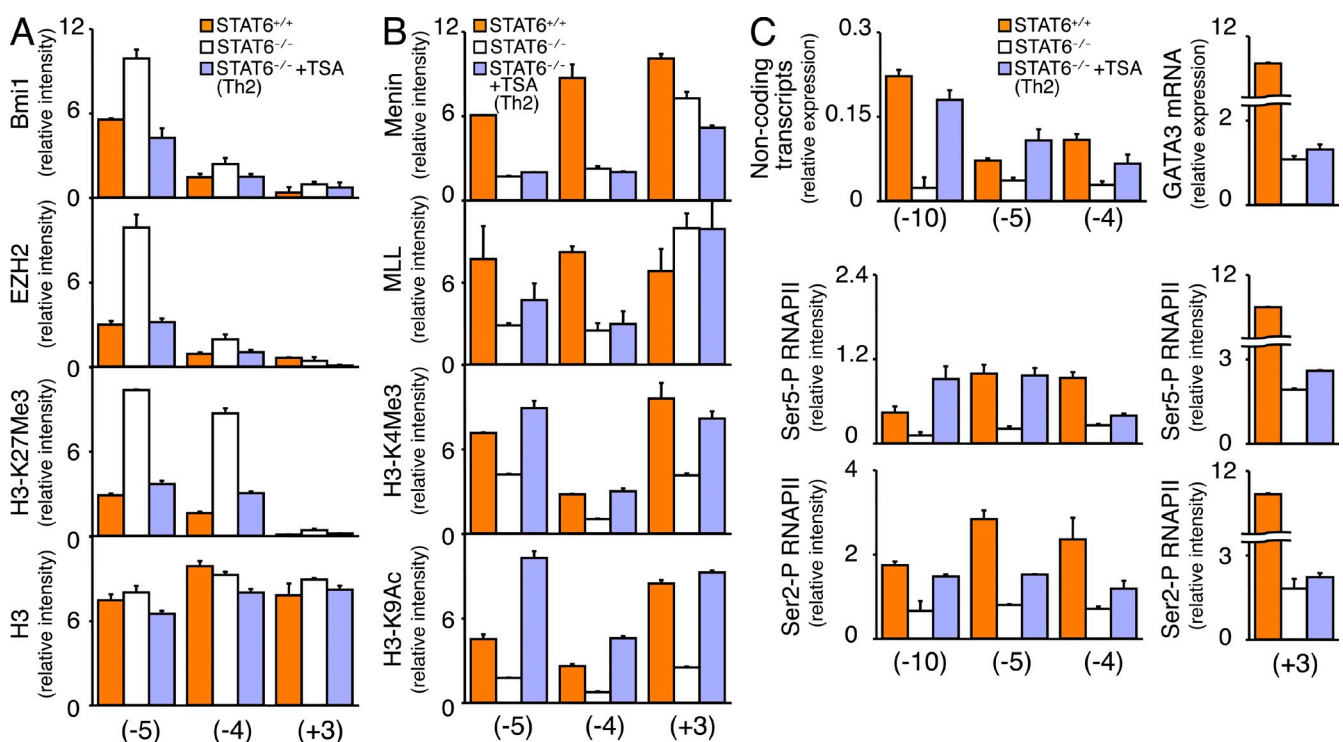 A
STAT6+/+
STAT6-/-
STAT6-/- +TSA
(Th2)
Bmi1
(relative intensity)
12
6
0
EZH2
(relative intensity)
6
0
H3-K27Me3
(relative intensity)
6
0
H3
(relative intensity)
6
0
(-5) (-4) (+3)
B
STAT6+/+
STAT6-/-
STAT6-/-
+TSA (Th2)
Menin
(relative intensity)
12
6
0
MLL
(relative intensity)
6
0
H3-K4Me3
(relative intensity)
6
0
H3-K9Ac
(relative intensity)
6
0
(-5) (-4) (+3)
C
STAT6+/+
STAT6-/-
STAT6-/- +TSA
(Th2)
Non-coding
transcripts
(relative expression)
0.3
0.15
0
(-10) (-5) (-4)
GATA3 mRNA
(relative expression)
12
2
0
Ser5-P RNAPII
(relative intensity)
2.4
1.2
0
Ser5-P RNAPII
(relative intensity)
12
3
0
Ser2-P RNAPII
(relative intensity)
4
2
0
(-10) (-5) (-4)
Ser2-P RNAPII
(relative intensity)
12
3
0
(+3)